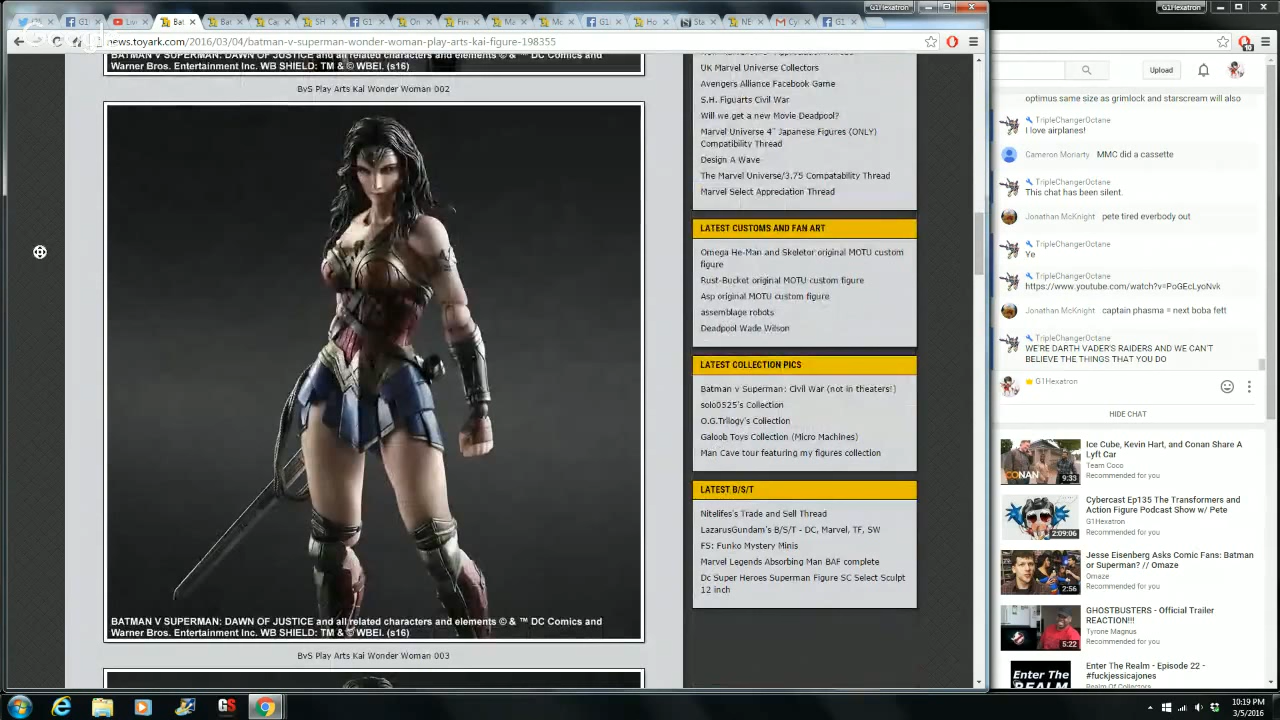 G1Hexatron
G1Hexatron
Bat
G1
news.toyark.com/2016/03/04/batman-v-superman-wonder-woman-play-arts-kai-figure-198355
BATMAN V SUPERMAN: DAWN OF JUSTICE and all related characters and elements © & ™ DC Comics and
Warner Bros. Entertainment Inc. WB SHIELD: TM & © WBEI. (s16)
BvS Play Arts Kai Wonder Woman 002
BATMAN V SUPERMAN: DAWN OF JUSTICE and all related characters and elements © & ™ DC Comics and
Warner Bros. Entertainment Inc. WB SHIELD: TM & © WBEI. (s16)
BvS Play Arts Kai Wonder Woman 003
UK Marvel Universe Collectors
Avengers Alliance Facebook Game
S.H. Figuarts Civil War
Will we get a new Movie Deadpool?
Marvel Universe 4" Japanese Figures (ONLY)
Compatibility Thread
Design A Wave
The Marvel Universe/3.75 Compatability Thread
Marvel Select Appreciation Thread
LATEST CUSTOMS AND FAN ART
Omega He-Man and Skeletor original MOTU custom
figure
Rust-Bucket original MOTU custom figure
Asp original MOTU custom figure
assemblage robots
Deadpool Wade Wilson
LATEST COLLECTION PICS
Batman v Superman: Civil War (not in theaters!)
solo0525's Collection
O.G.Trilogy's Collection
Galoob Toys Collection (Micro Machines)
Man Cave tour featuring my figures collection
LATEST B/S/T
Nitelifes's Trade and Sell Thread
LazarusGundam's B/S/T - DC, Marvel, TF, SW
FS: Funko Mystery Minis
Marvel Legends Absorbing Man BAF complete
Dc Super Heroes Superman Figure SC Select Sculpt
12 inch
Upload
optimus same size as grimlock and starscream will also
TripleChangerOctane
I love airplanes!
Cameron Moriarty MMC did a cassette
TripleChangerOctane
This chat has been silent.
Jonathan McKnight pete tired everbody out
TripleChangerOctane
Ye
TripleChangerOctane
https://www.youtube.com/watch?v=PoGEcLyoNvk
Jonathan McKnight captain phasma = next boba fett
TripleChangerOctane
WE'RE DARTH VADER'S RAIDERS AND WE CAN'T
BELIEVE THE THINGS THAT YOU DO
G1Hexatron
HIDE CHAT
Ice Cube, Kevin Hart, and Conan Share A
Lyft Car
Team Coco
Recommended for you
CONAN
9:33
Cybercast Ep135 The Transformers and
Action Figure Podcast Show w/ Pete
G1Hexatron
Recommended for you
2:09:06
Jesse Eisenberg Asks Comic Fans: Batman
or Superman? // Omaze
Omaze
Recommended for you
2:56
GHOSTBUSTERS - Official Trailer
REACTION!!!
Tyrone Magnus
Recommended for you
5:22
Enter The Realm - Episode 22 -
#fuckjessicajones
Realm Of Collectors
Enter The
REALM
GS
10:19 PM
3/5/2016